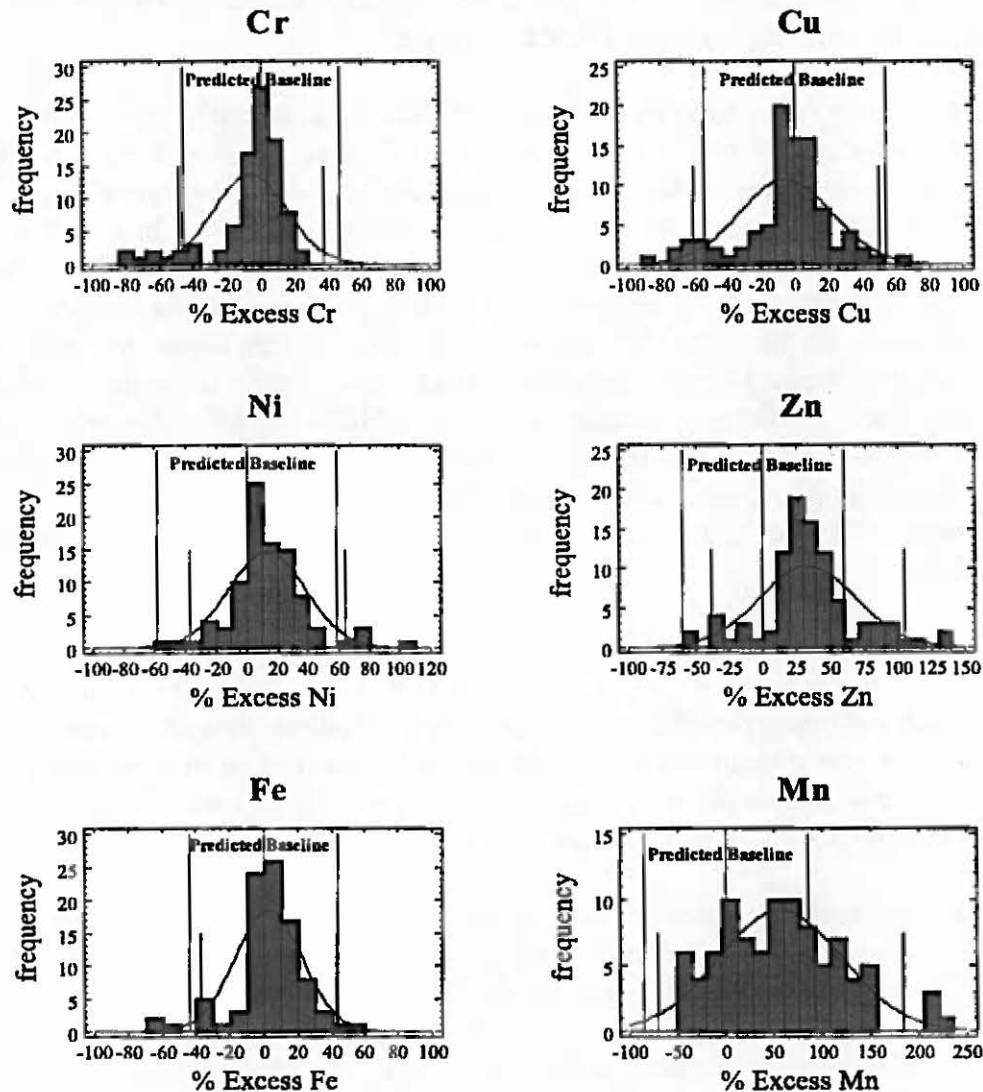 Cr
30
25
20
15
10
5
0
frequency
Predicted Baseline
-100 -80 -60 -40 -20 0 20 40 60 80 100
% Excess Cr
Cu
25
20
15
10
5
0
frequency
Predicted Baseline
-100 -80 -60 -40 -20 0 20 40 60 80 100
% Excess Cu
Ni
30
25
20
15
10
5
0
frequency
Predicted Baseline
-100 -80 -60 -40 -20 0 20 40 60 80 100 120
% Excess Ni
Zn
25
20
15
10
5
0
frequency
Predicted Baseline
-100 -75 -50 -25 0 25 50 75 100 125 150
% Excess Zn
Fe
30
25
20
15
10
5
0
frequency
Predicted Baseline
-100 -80 -60 -40 -20 0 20 40 60 80 100
% Excess Fe
Mn
15
10
5
0
frequency
Predicted Baseline
-100 -50 0 50 100 150 200 250
% Excess Mn